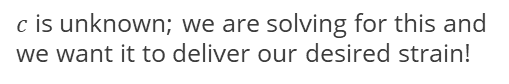 c is unknown; we are solving for this and
we want it to deliver our desired strain!